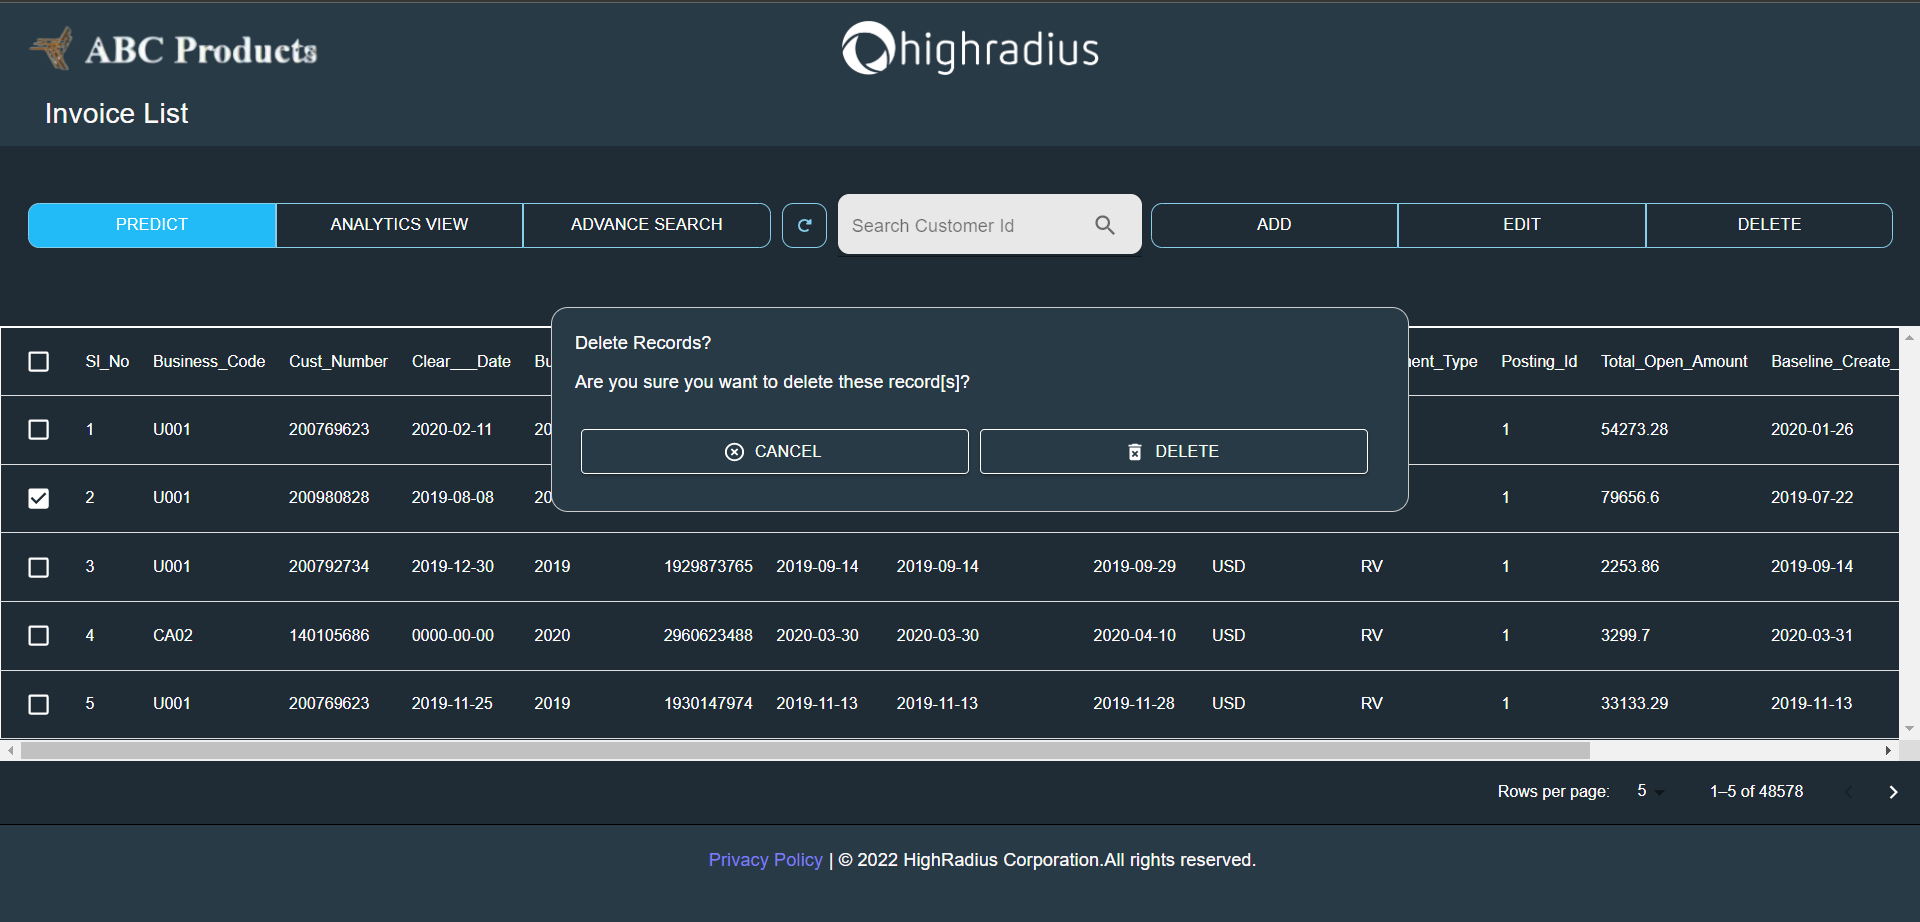 ABC Products
highradius
Invoice List
PREDICT ANALYTICS VIEW ADVANCE SEARCH Search Customer Id ADD EDIT DELETE
Delete Records?
Are you sure you want to delete these record[s]?
CANCEL DELETE
Sl_No Business_Code Cust_Number Clear___Date Bu ent_Type Posting_Id Total_Open_Amount Baseline_Create_
1 U001 200769623 2020-02-11 20 1 54273.28 2020-01-26
2 U001 200980828 2019-08-08 20 1 79656.6 2019-07-22
3 U001 200792734 2019-12-30 2019 1929873765 2019-09-14 2019-09-14 2019-09-29 USD RV 1 2253.86 2019-09-14
4 CA02 140105686 0000-00-00 2020 2960623488 2020-03-30 2020-03-30 2020-04-10 USD RV 1 3299.7 2020-03-31
5 U001 200769623 2019-11-25 2019 1930147974 2019-11-13 2019-11-13 2019-11-28 USD RV 1 33133.29 2019-11-13
Rows per page: 5 1–5 of 48578
Privacy Policy | © 2022 HighRadius Corporation.All rights reserved.